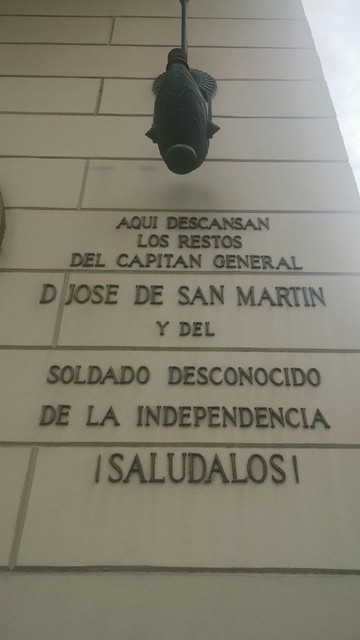 AQUI DESCANSAN
LOS RESTOS
DEL CAPITAN GENERAL
D JOSE DE SAN MARTIN
Y DEL
SOLDADO DESCONOCIDO
DE LA INDEPENDENCIA
¡SALUDALOS!